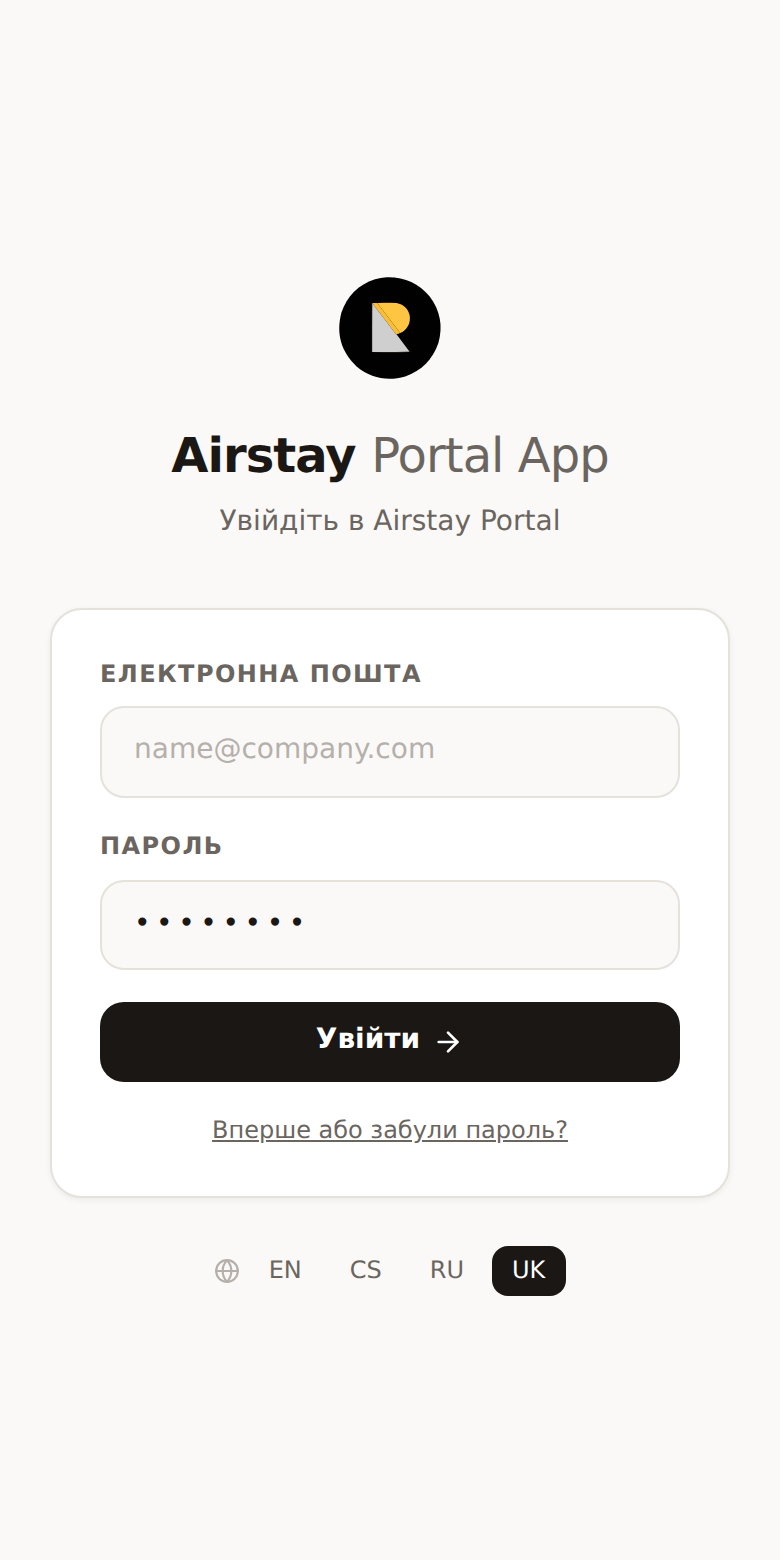 Airstay Portal App
Увійдіть в Airstay Portal
ЕЛЕКТРОННА ПОШТА
name@company.com
ПАРОЛЬ
••••••••
Увійти →
Вперше або забули пароль?
EN CS RU UK